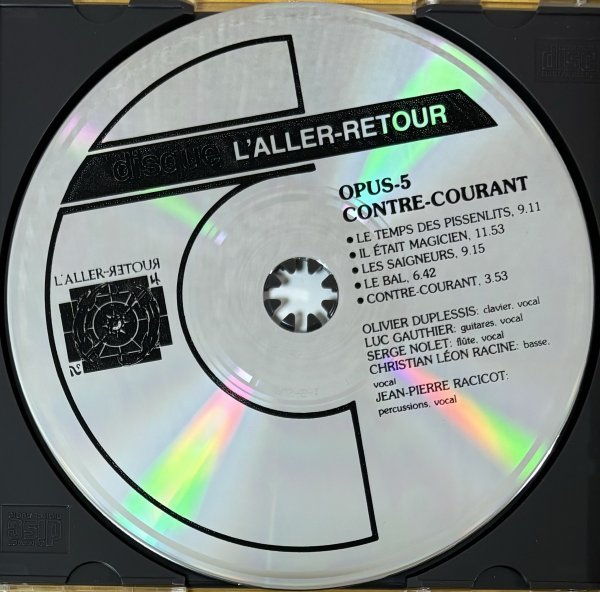 disque L'ALLER-RETOUR
OPUS-5
CONTRE-COURANT
• LE TEMPS DES PISSENLITS, 9.11
• IL ÉTAIT MAGICIEN, 11.53
• LES SAIGNEURS, 9.15
• LE BAL, 6.42
• CONTRE-COURANT, 3.53
OLIVIER DUPLESSIS: clavier, vocal
LUC GAUTHIER: guitares, vocal
SERGE NOLET: flûte, vocal
CHRISTIAN LÉON RACINE: basse,
vocal
JEAN-PIERRE RACICOT:
percussions, vocal
L'ALLER-RETOUR
disc
disc